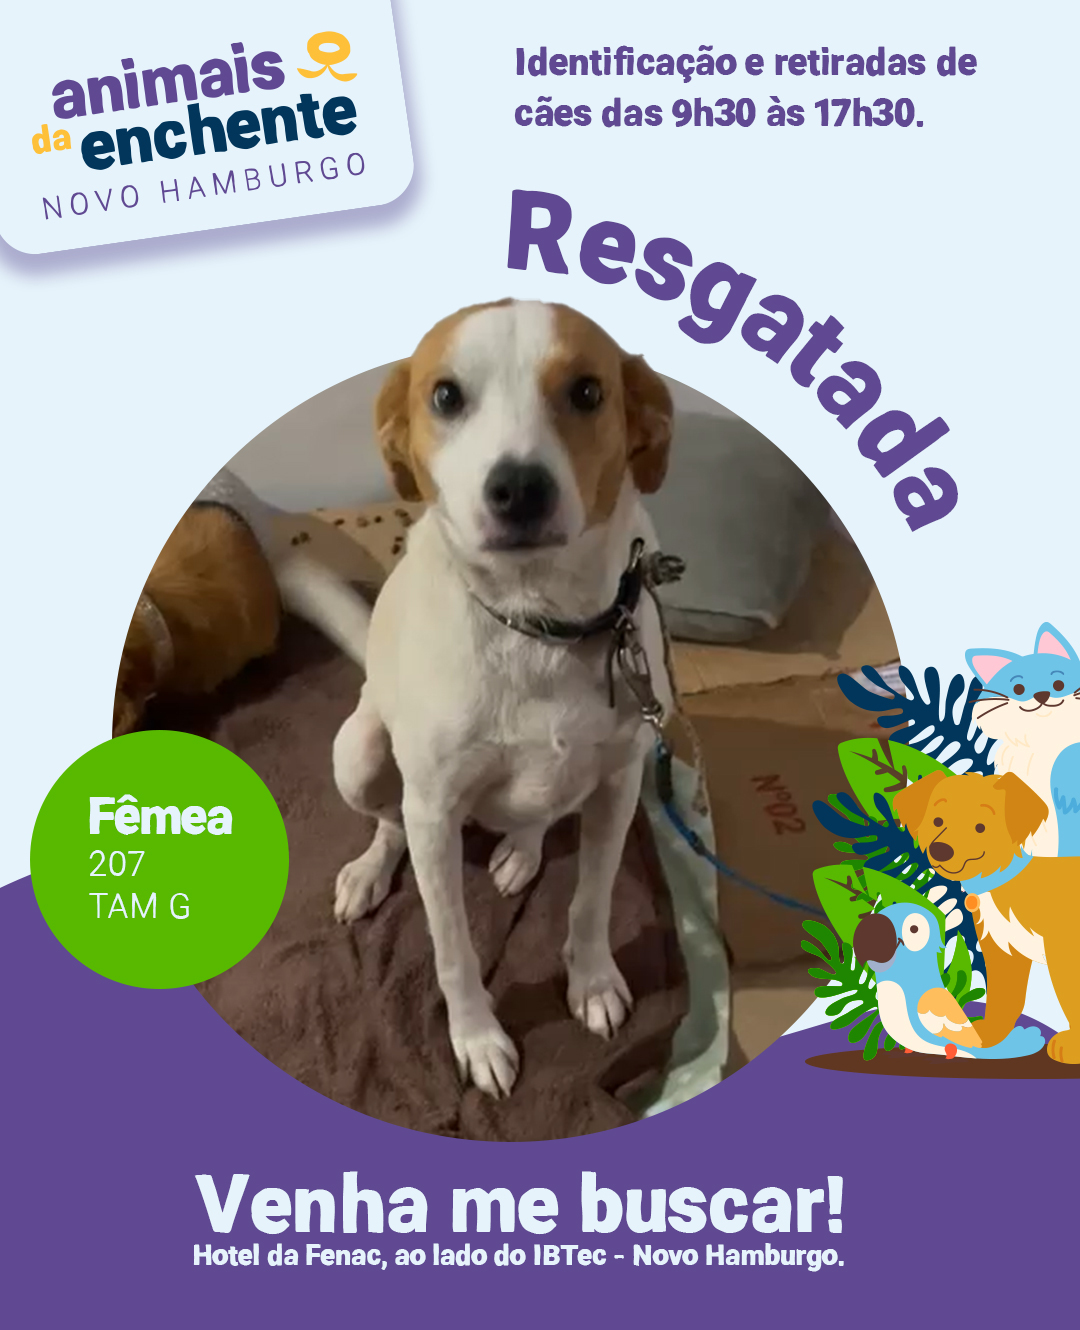 animais
da enchente
NOVO HAMBURGO
Identificação e retiradas de
cães das 9h30 às 17h30.
Resgatada
Nº02
Fêmea
207
TAM G
Venha me buscar!
Hotel da Fenac, ao lado do IBTec - Novo Hamburgo.